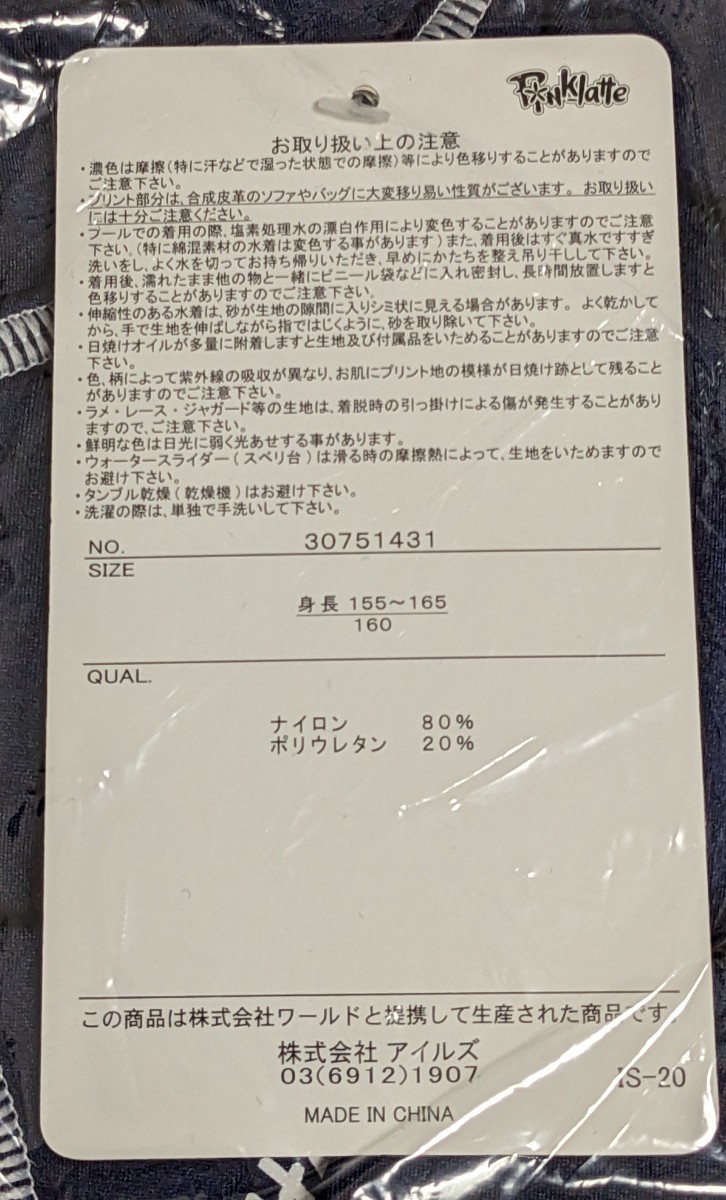 PiNKlatte
お取り扱い上の注意
・濃色は摩擦(特に汗などで湿った状態での摩擦)等により色移りすることがありますので
ご注意下さい。
・プリント部分は、合成皮革のソファやバッグに大変移り易い性質がございます。 お取り扱い
には十分ご注意ください。
・プールでの着用の際、塩素処理水の漂白作用により変色することがありますのでご注意
下さい。(特に綿混素材の水着は変色する事があります)また、着用後はすぐ真水ですすぎ
洗いをし、よく水を切ってお持ち帰りいただき、早めにかたちを整え吊り干しして下さい。
・着用後、濡れたまま他の物と一緒にビニール袋などに入れ密封し、長時間放置しますと
色移りすることがありますのでご注意下さい。
・伸縮性のある水着は、砂が生地の隙間に入りシミ状に見える場合があります。 よく乾かして
から、手で生地を伸ばしながら指ではじくように、砂を取り除いて下さい。
・日焼けオイルが多量に附着しますと生地及び付属品をいためることがありますのでご注意
下さい。
・色、柄によって紫外線の吸収が異なり、お肌にプリント地の模様が日焼け跡として残ること
がありますのでご注意下さい。
・ラメ・レース・ジャガード等の生地は、着脱時の引っ掛けによる傷が発生することがあり
ますので、ご注意下さい。
・鮮明な色は日光に弱く光あせする事があります。
・ウォータースライダー(スベリ台)は滑る時の摩擦熱によって、生地をいためますので
お避け下さい。
・タンブル乾燥(乾燥機)はお避け下さい。
・洗濯の際は、単独で手洗いして下さい。
NO. 30751431
SIZE
身長 155～165
160
QUAL.
ナイロン 80%
ポリウレタン 20%
この商品は株式会社ワールドと提携して生産された商品です。
株式会社 アイルズ
03(6912)1907
IS-20
MADE IN CHINA